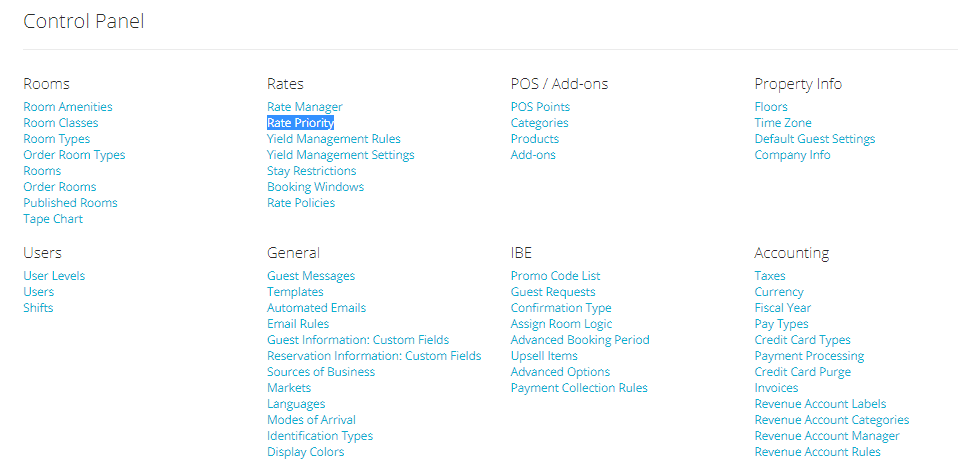 Control Panel
Rooms
Room Amenities
Room Classes
Room Types
Order Room Types
Rooms
Order Rooms
Published Rooms
Tape Chart
Rates
Rate Manager
Rate Priority
Yield Management Rules
Yield Management Settings
Stay Restrictions
Booking Windows
Rate Policies
POS / Add-ons
POS Points
Categories
Products
Add-ons
Property Info
Floors
Time Zone
Default Guest Settings
Company Info
Users
User Levels
Users
Shifts
General
Guest Messages
Templates
Automated Emails
Email Rules
Guest Information: Custom Fields
Reservation Information: Custom Fields
Sources of Business
Markets
Languages
Modes of Arrival
Identification Types
Display Colors
IBE
Promo Code List
Guest Requests
Confirmation Type
Assign Room Logic
Advanced Booking Period
Upsell Items
Advanced Options
Payment Collection Rules
Accounting
Taxes
Currency
Fiscal Year
Pay Types
Credit Card Types
Payment Processing
Credit Card Purge
Invoices
Revenue Account Labels
Revenue Account Categories
Revenue Account Manager
Revenue Account Rules